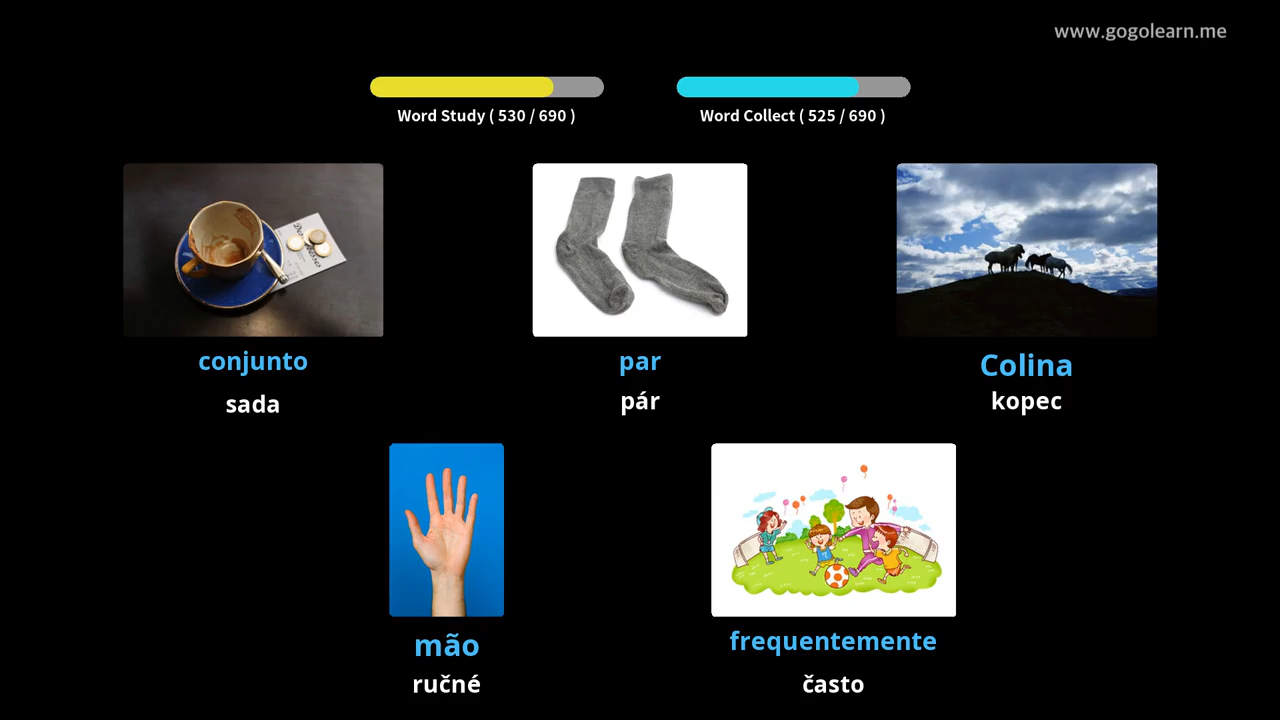 www.gogolearn.me
Word Study ( 530 / 690 )
Word Collect ( 525 / 690 )
conjunto
sada
par
pár
Colina
kopec
mão
ručné
frequentemente
často